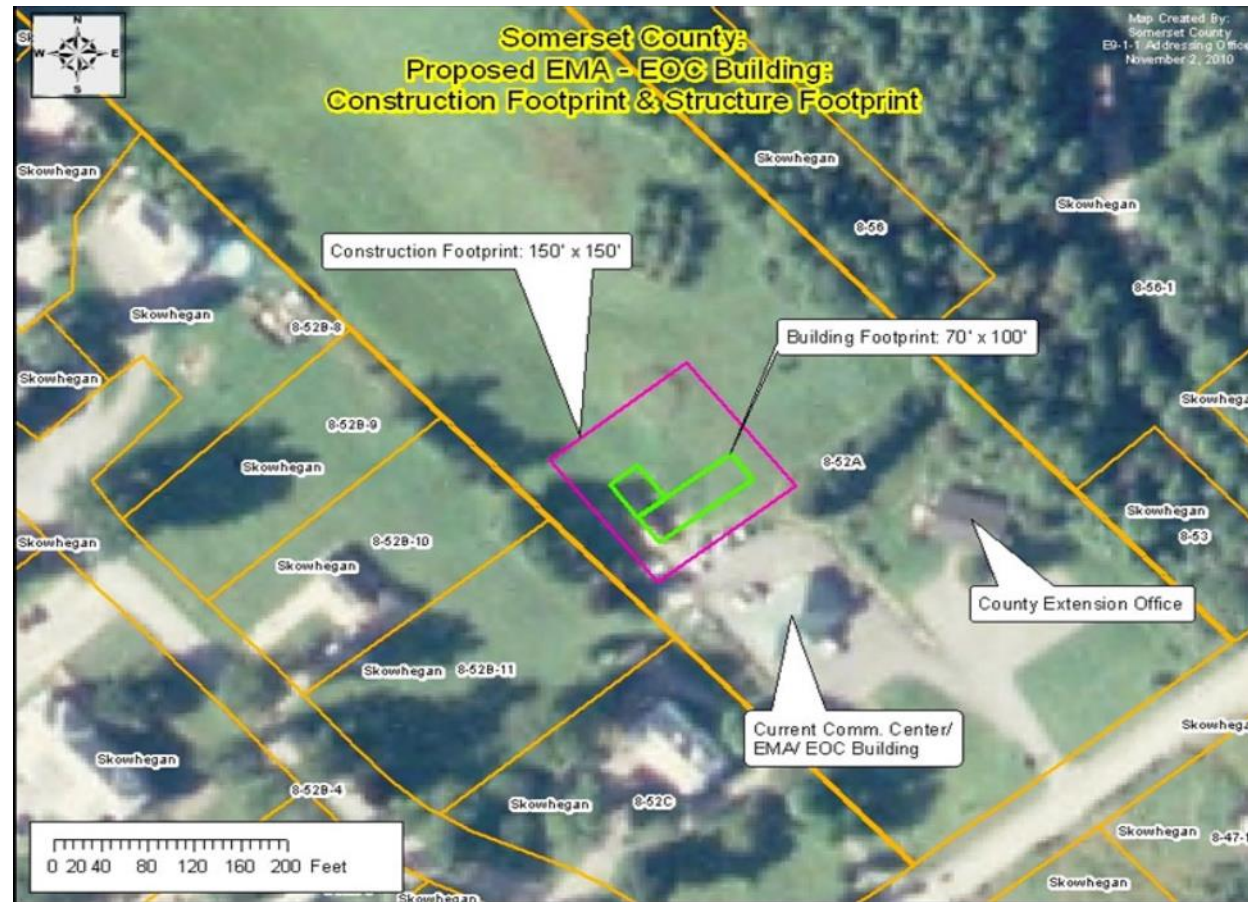 N
W E
S
Somerset County:
Proposed EMA - EOC Building:
Construction Footprint & Structure Footprint
Map Created By:
Somerset County
E9-1-1 Addressing Office
November 2, 2010
Skowhegan
Skowhegan
8-56
Skowhegan
8-56-1
Construction Footprint: 150' x 150'
Skowhegan
8-52B-8
Building Footprint: 70' x 100'
Skowhegan
8-52B-9
Skowhegan
8-52A
Skowhegan
8-53
Skowhegan
8-52B-10
Skowhegan
County Extension Office
Skowhegan 8-52B-11
Current Comm. Center/
EMA/ EOC Building
Skowhegan
8-52B-4
Skowhegan
8-52C
Skowhegan
8-47-1
Skowhegan
Skowhegan
0 20 40 80 120 160 200 Feet